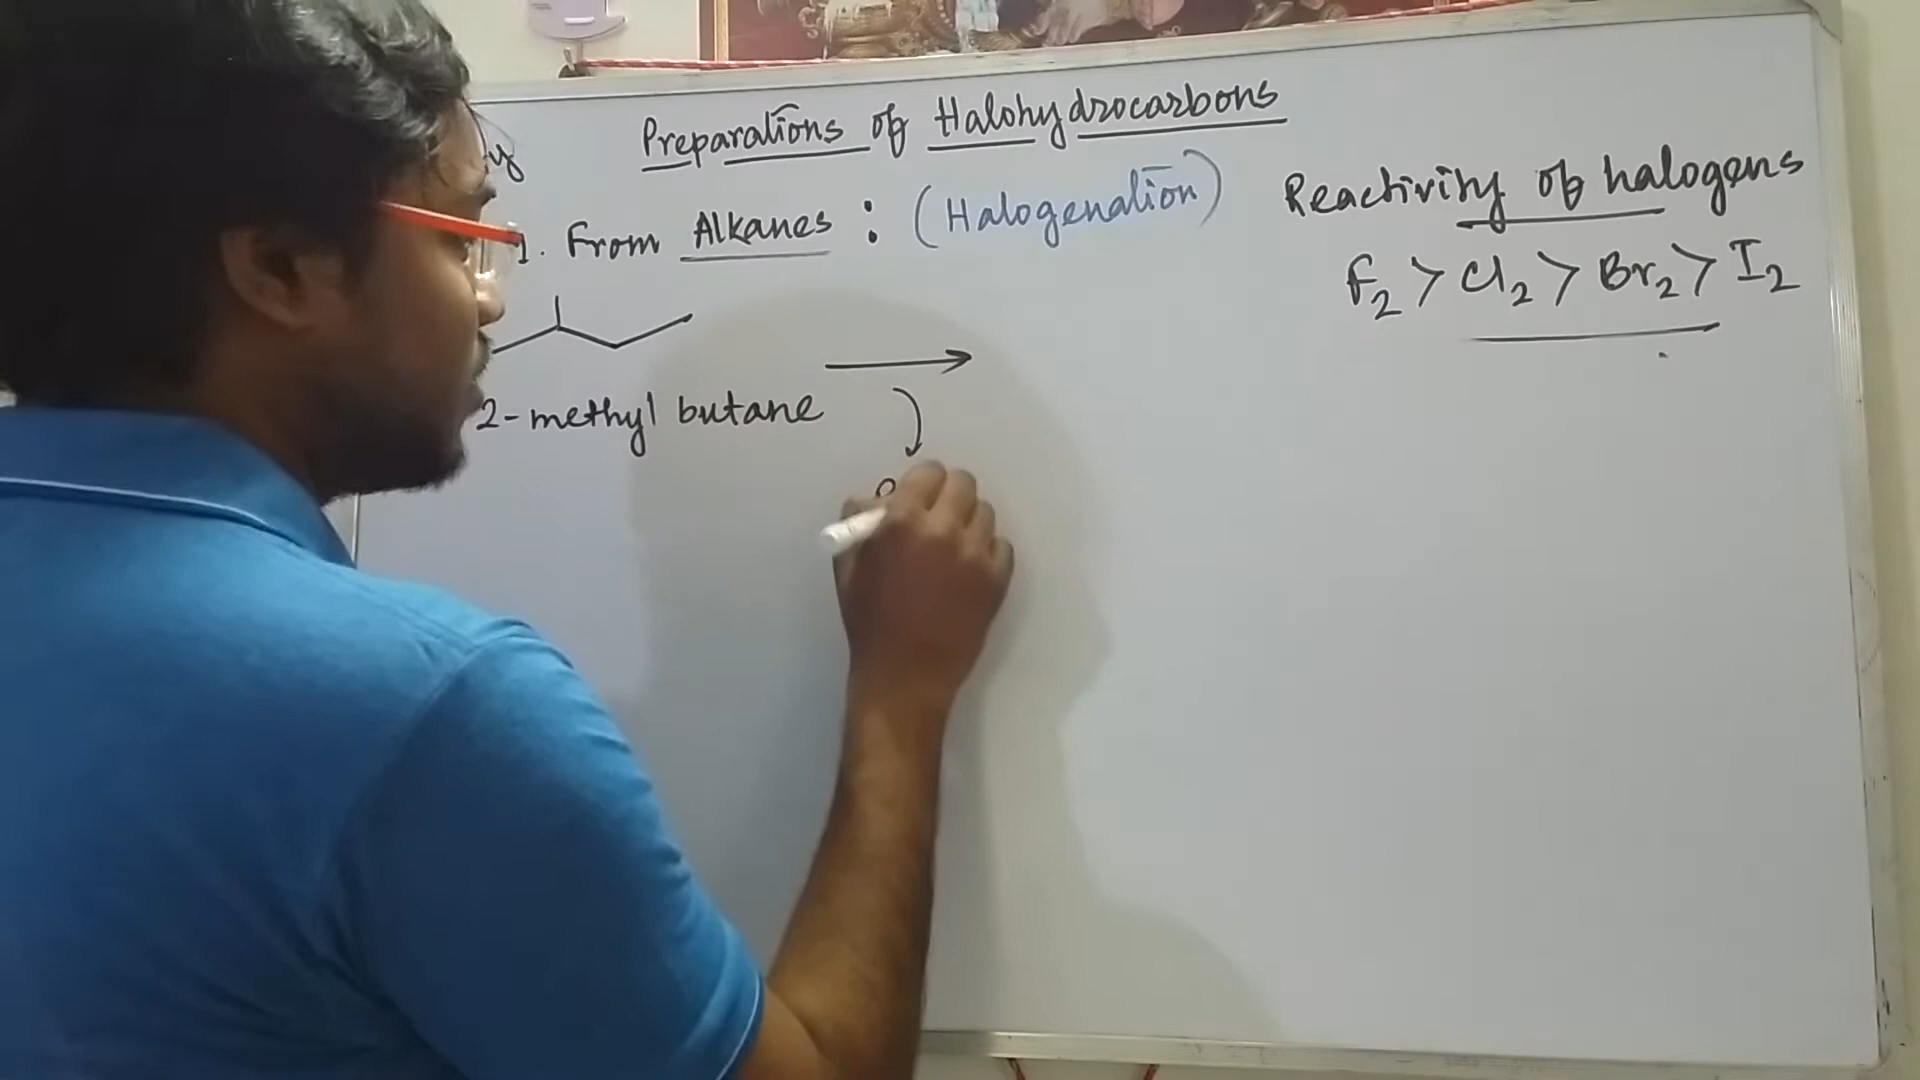 Preparations of Halohydrocarbons
1. From Alkanes : (Halogenation)
Reactivity of halogens
F2 > Cl2 > Br2 > I2
2-methyl butane